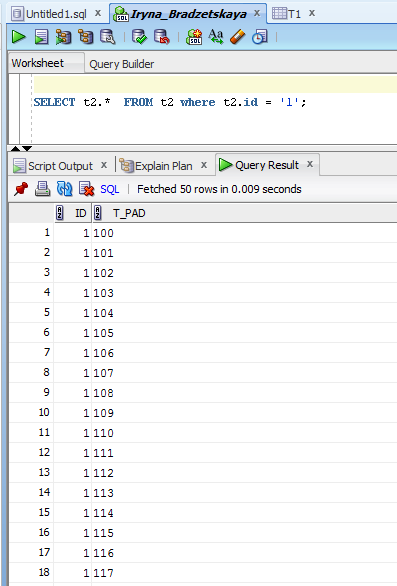 Untitled1.sql x Iryna_Bradzetskaya x T1 x
Worksheet Query Builder
SELECT t2.* FROM t2 where t2.id = '1';
Script Output x Explain Plan x Query Result x
SQL | Fetched 50 rows in 0.009 seconds
ID T_PAD
1 1 100
2 1 101
3 1 102
4 1 103
5 1 104
6 1 105
7 1 106
8 1 107
9 1 108
10 1 109
11 1 110
12 1 111
13 1 112
14 1 113
15 1 114
16 1 115
17 1 116
18 1 117